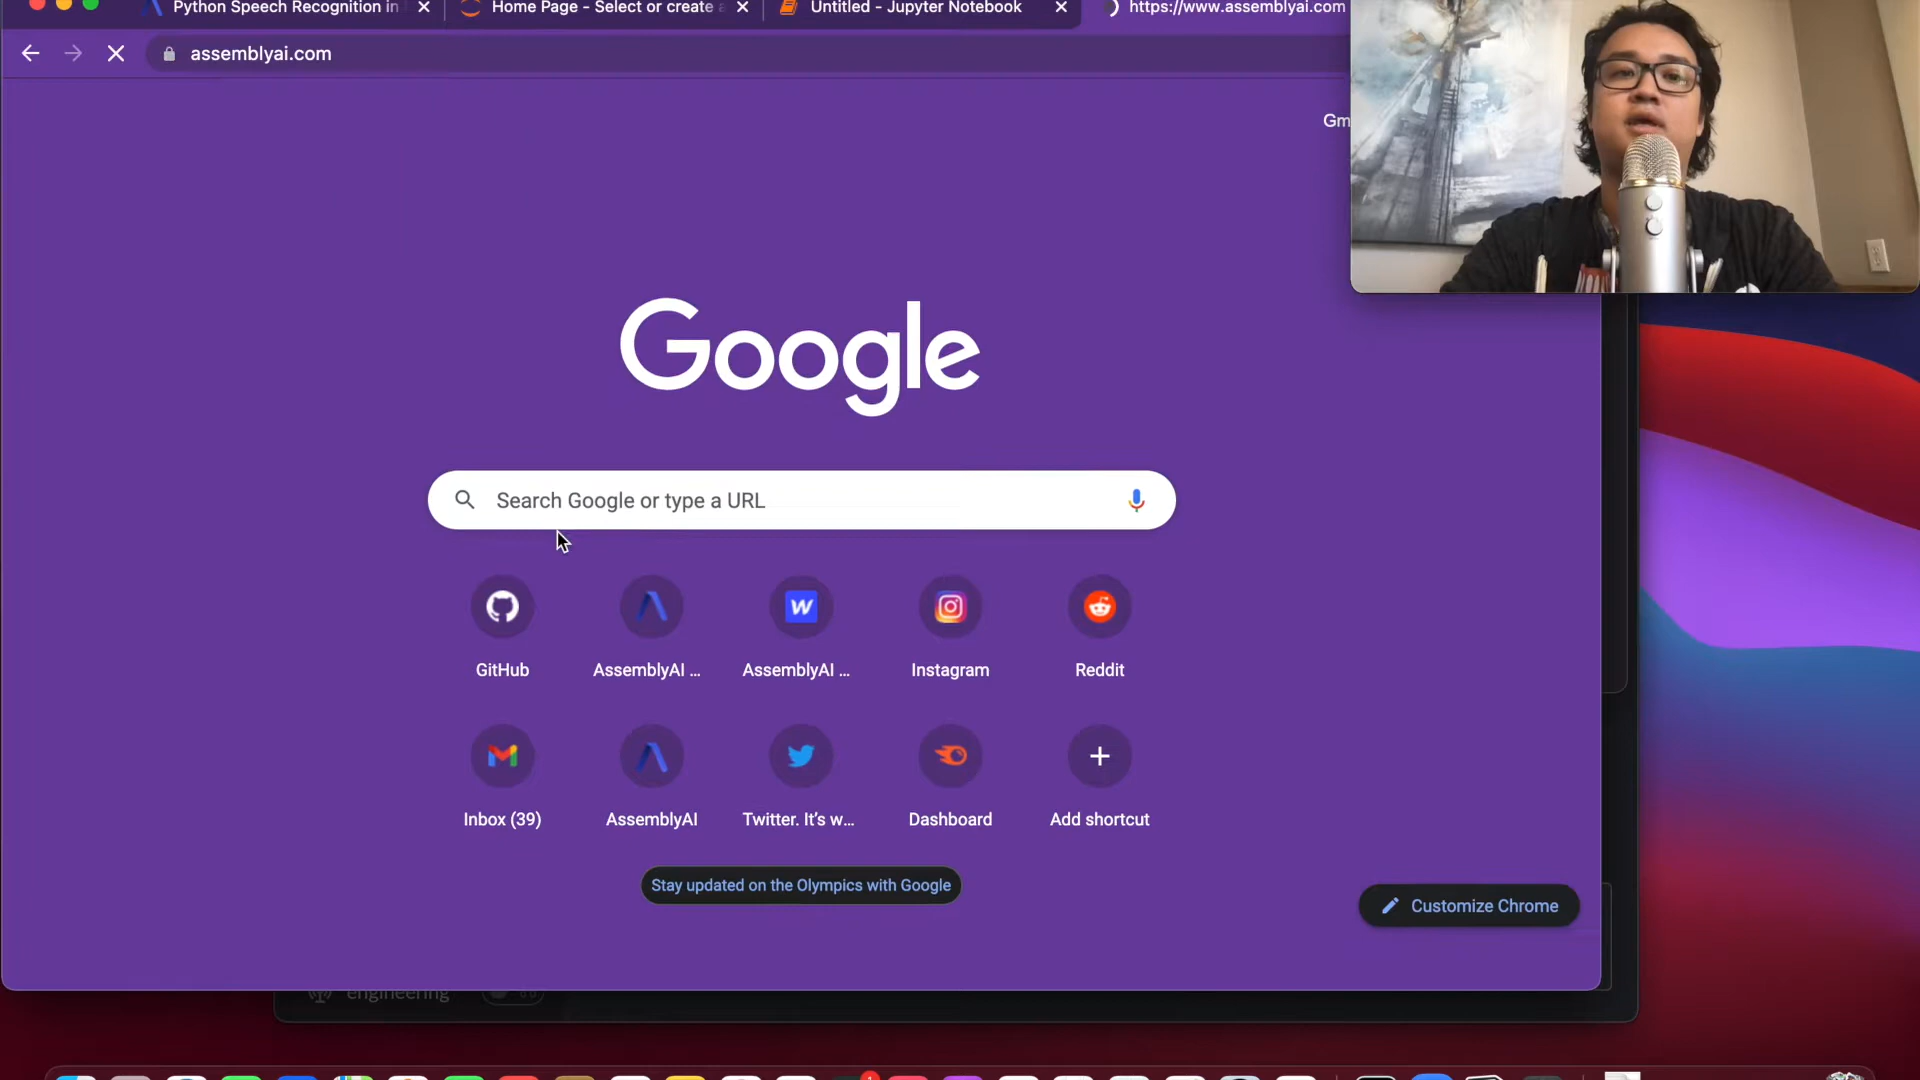 Python Speech Recognition in
Home Page - Select or create a
Untitled - Jupyter Notebook
https://www.assemblyai.com
assemblyai.com
Gm
Google
Search Google or type a URL
GitHub
AssemblyAI ...
AssemblyAI ...
Instagram
Reddit
Inbox (39)
AssemblyAI
Twitter. It's w...
Dashboard
Add shortcut
Stay updated on the Olympics with Google
Customize Chrome
engineering